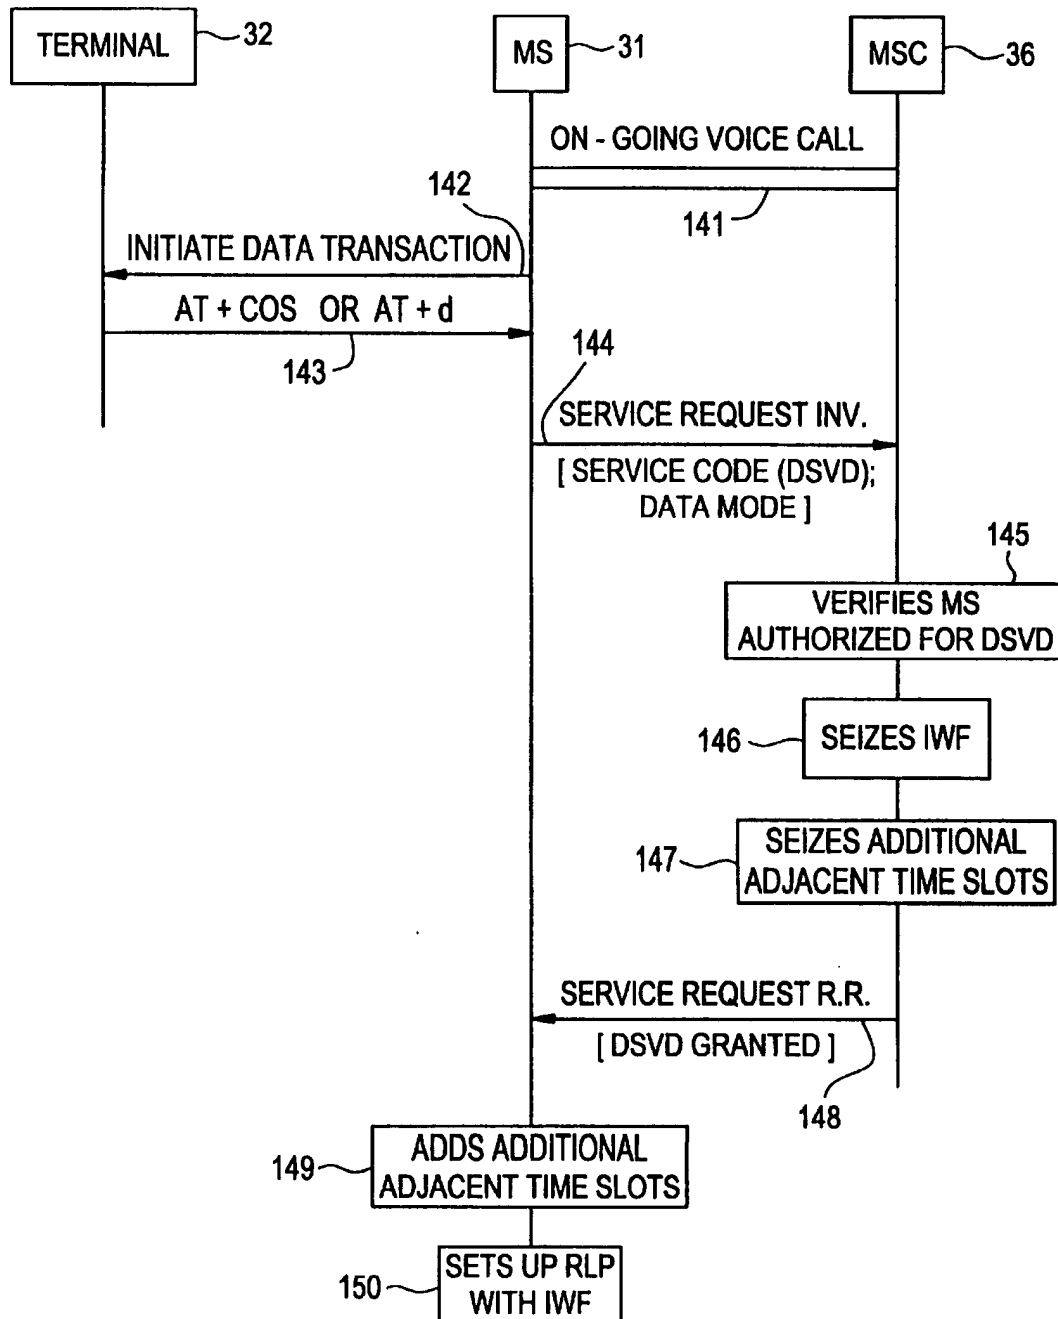 TERMINAL
32
MS
31
MSC
36
ON - GOING VOICE CALL
141
142
INITIATE DATA TRANSACTION
AT + COS OR AT + d
143
144
SERVICE REQUEST INV.
[ SERVICE CODE (DSVD);
DATA MODE ]
145
VERIFIES MS
AUTHORIZED FOR DSVD
146
SEIZES IWF
147
SEIZES ADDITIONAL
ADJACENT TIME SLOTS
SERVICE REQUEST R.R.
[ DSVD GRANTED ]
148
149
ADDS ADDITIONAL
ADJACENT TIME SLOTS
150
SETS UP RLP
WITH IWF